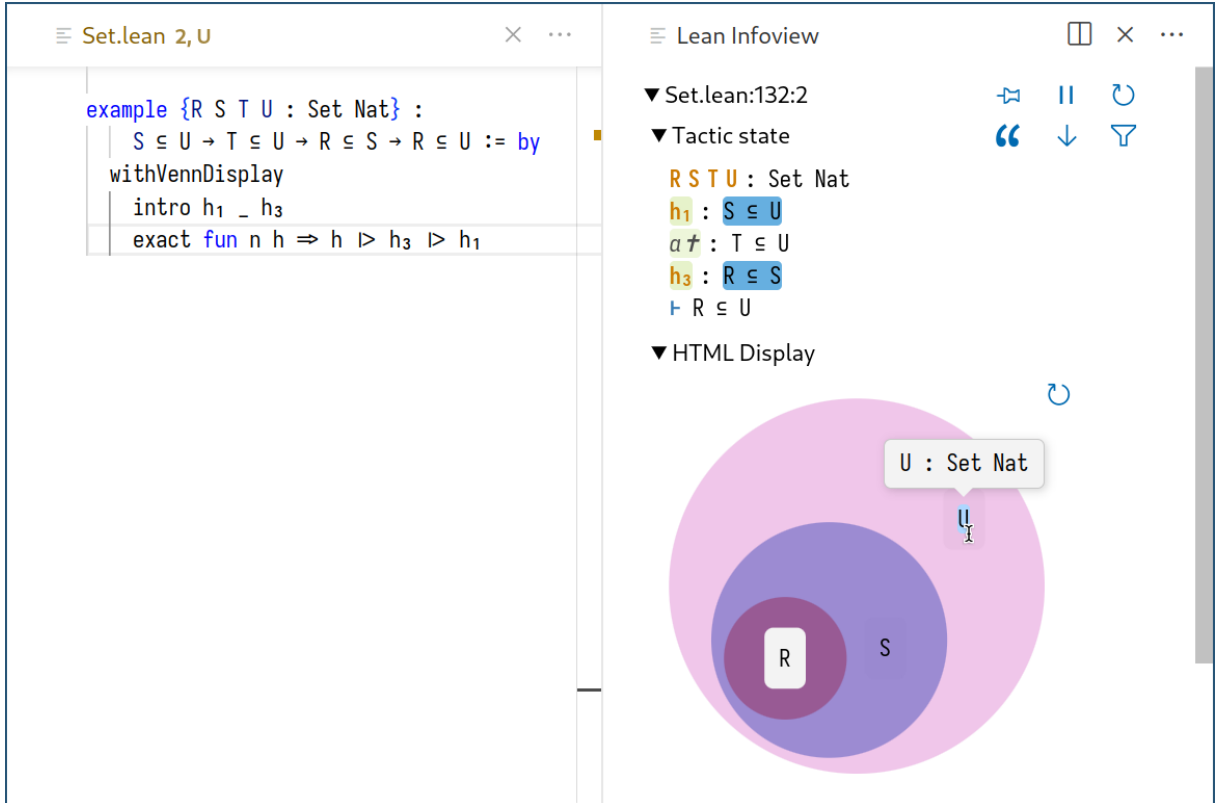 Set.lean 2, U
example {R S T U : Set Nat} :
S ⊆ U → T ⊆ U → R ⊆ S → R ⊆ U := by
withVennDisplay
intro h₁ _ h₃
exact fun n h ⇒ h |> h₃ |> h₁
Lean Infoview
▼ Set.lean:132:2
▼ Tactic state
R S T U : Set Nat
h₁ : S ⊆ U
a✝ : T ⊆ U
h₃ : R ⊆ S
⊢ R ⊆ U
▼ HTML Display
U : Set Nat
U
S
R